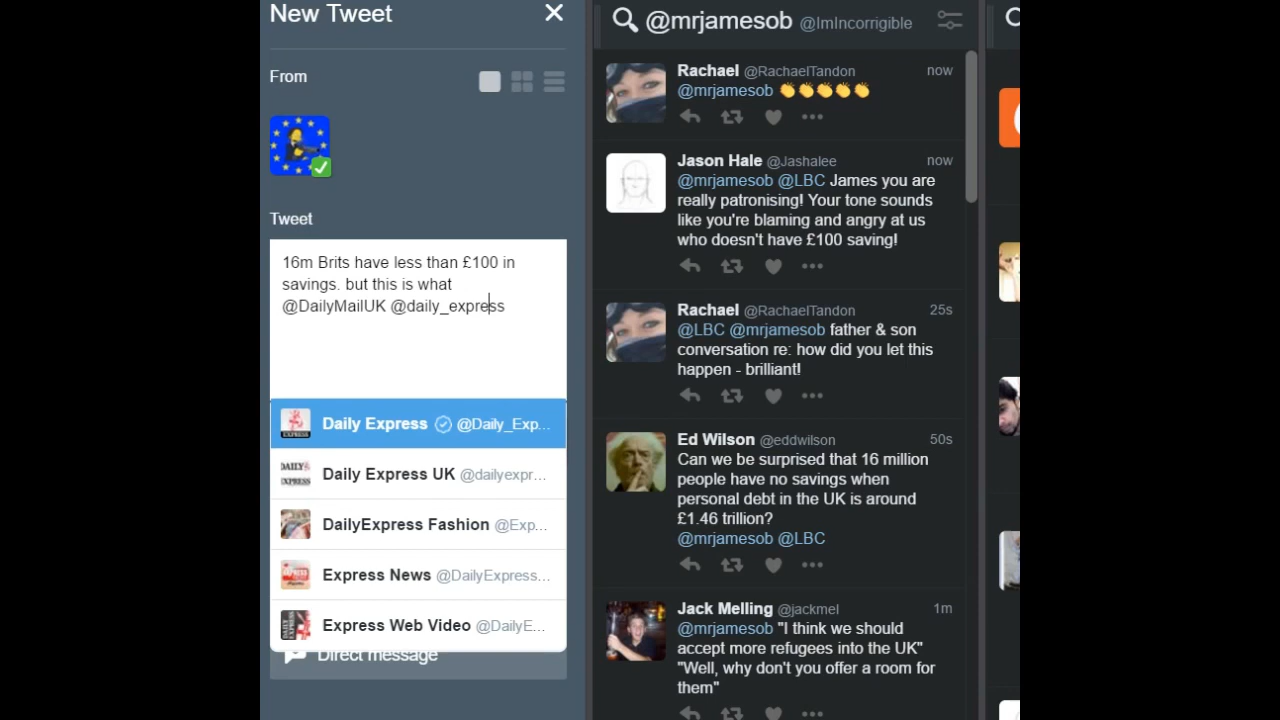 New Tweet
From
Tweet
16m Brits have less than £100 in
savings. but this is what
@DailyMailUK @daily_express
Daily Express @Daily_Exp...
Daily Express UK @dailyexpr...
DailyExpress Fashion @Exp...
Express News @DailyExpress...
Express Web Video @DailyE...
Direct message
@mrjamesob @ImIncorrigible
Rachael @RachaelTandon now
@mrjamesob 👏👏👏👏👏
Jason Hale @Jashalee now
@mrjamesob @LBC James you are
really patronising! Your tone sounds
like you're blaming and angry at us
who doesn't have £100 saving!
Rachael @RachaelTandon 25s
@LBC @mrjamesob father & son
conversation re: how did you let this
happen - brilliant!
Ed Wilson @eddwilson 50s
Can we be surprised that 16 million
people have no savings when
personal debt in the UK is around
£1.46 trillion?
@mrjamesob @LBC
Jack Melling @jackmel 1m
@mrjamesob "I think we should
accept more refugees into the UK"
"Well, why don't you offer a room for
them"